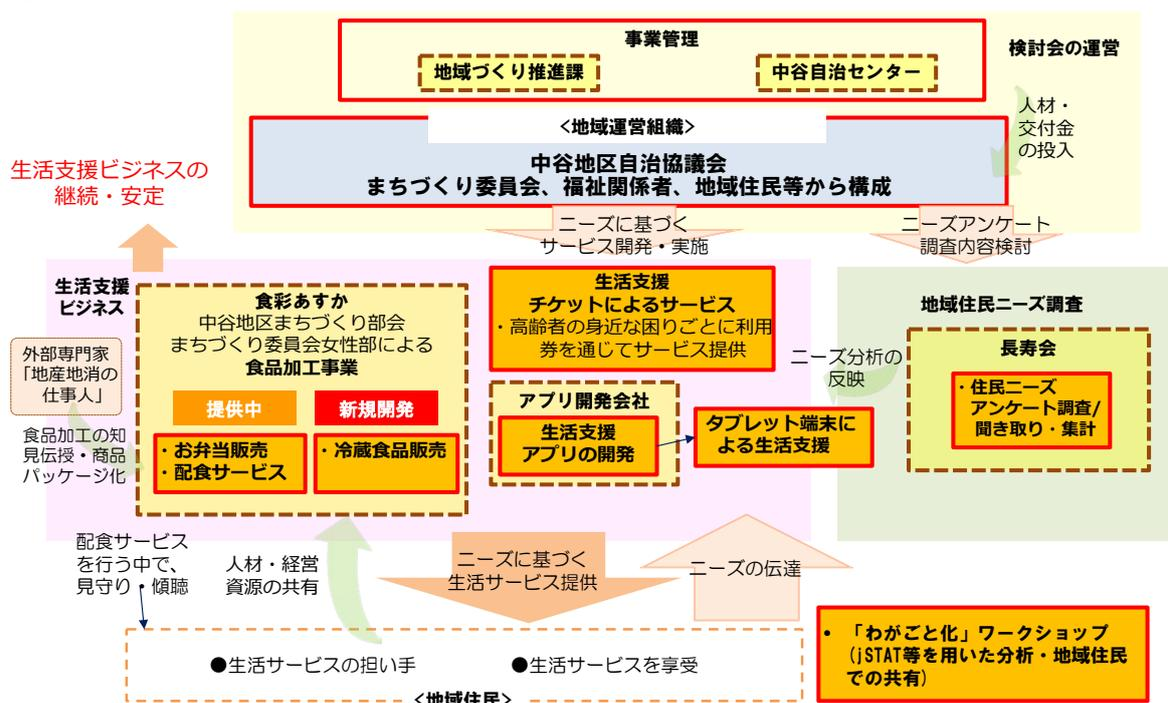 事業管理
検討会の運営
地域づくり推進課
中谷自治センター
人材・
交付金
の投入
<地域運営組織>
中谷地区自治協議会
まちづくり委員会、福祉関係者、地域住民等から構成
生活支援ビジネスの
継続・安定
ニーズに基づく
サービス開発・実施
ニーズアンケート
調査内容検討
生活支援
ビジネス
食彩あすか
中谷地区まちづくり部会
まちづくり委員会女性部による
食品加工事業
提供中
新規開発
・お弁当販売
・配食サービス
・冷蔵食品販売
外部専門家
「地産地消の
仕事人」
食品加工の知
見伝授・商品
パッケージ化
生活支援
チケットによるサービス
・高齢者の身近な困りごとに利用
券を通じてサービス提供
アプリ開発会社
生活支援
アプリの開発
タブレット端末に
よる生活支援
ニーズ分析の
反映
地域住民ニーズ調査
長寿会
・住民ニーズ
アンケート調査/
聞き取り・集計
配食サービス
を行う中で、
見守り・傾聴
人材・経営
資源の共有
ニーズに基づく
生活サービス提供
ニーズの伝達
●生活サービスの担い手
●生活サービスを享受
<地域住民>
• 「わがごと化」ワークショップ
(jSTAT等を用いた分析・地域住民
での共有)